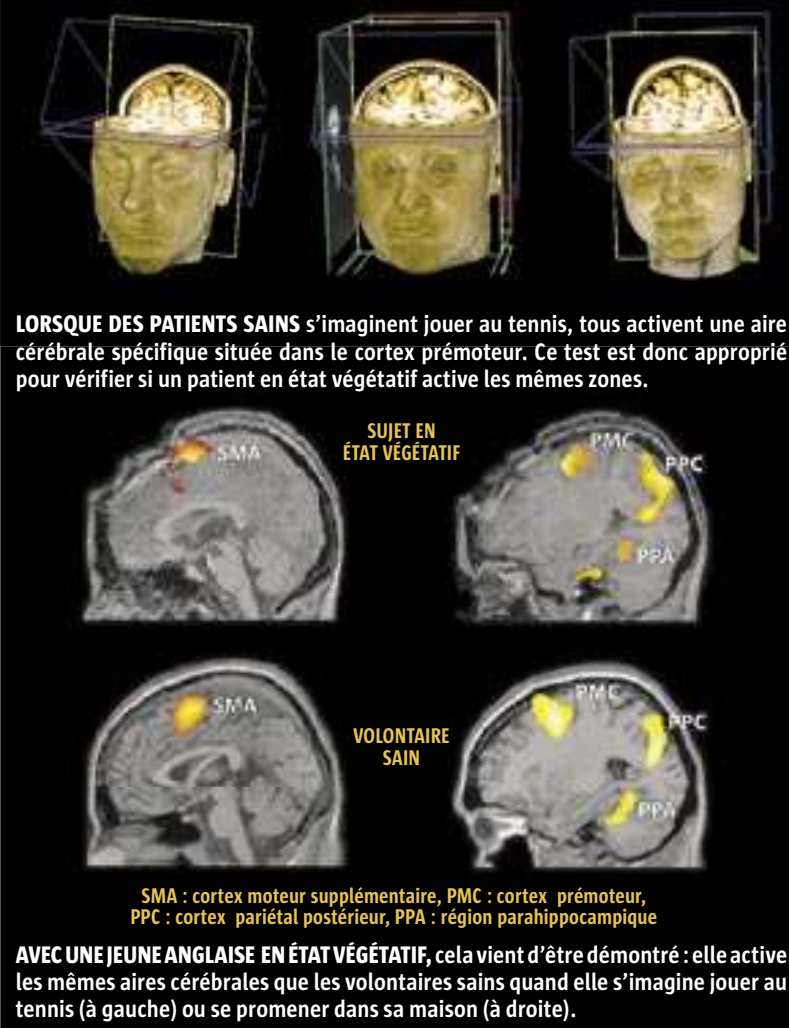 LORSQUE DES PATIENTS SAINS s'imaginent jouer au tennis, tous activent une aire
cérébrale spécifique située dans le cortex prémoteur. Ce test est donc approprié
pour vérifier si un patient en état végétatif active les mêmes zones.
SUJET EN
ÉTAT VÉGÉTATIF
SMA
PMC
PPC
PPA
VOLONTAIRE
SAIN
SMA
PMC
PPC
PPA
SMA : cortex moteur supplémentaire, PMC : cortex prémoteur,
PPC : cortex pariétal postérieur, PPA : région parahippocampique
AVEC UNE JEUNE ANGLAISE EN ÉTAT VÉGÉTATIF, cela vient d'être démontré : elle active
les mêmes aires cérébrales que les volontaires sains quand elle s'imagine jouer au
tennis (à gauche) ou se promener dans sa maison (à droite).